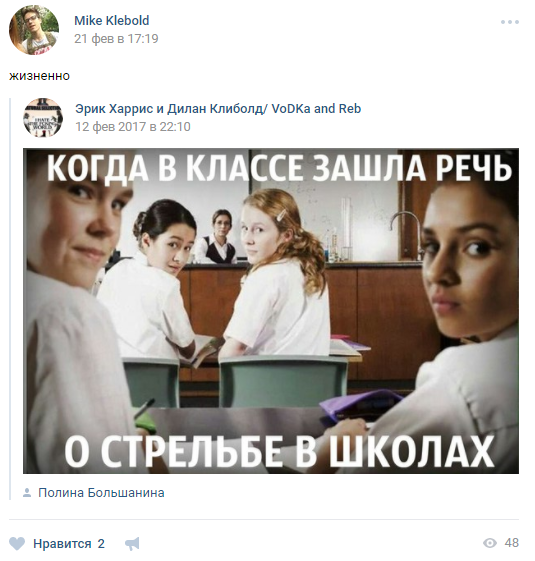 Mike Klebold
21 фев в 17:19
жизненно
Эрик Харрис и Дилан Клиболд/ VoDKa and Reb
12 фев 2017 в 22:10
КОГДА В КЛАССЕ ЗАШЛА РЕЧЬ
О СТРЕЛЬБЕ В ШКОЛАХ
Полина Большанина
Нравится 2
48